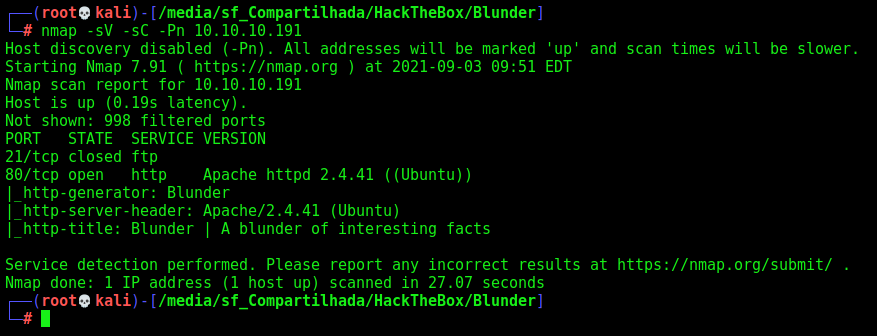 ┌──(root💀kali)-[/media/sf_Compartilhada/HackTheBox/Blunder]
└─# nmap -sV -sC -Pn 10.10.10.191
Host discovery disabled (-Pn). All addresses will be marked 'up' and scan times will be slower.
Starting Nmap 7.91 ( https://nmap.org ) at 2021-09-03 09:51 EDT
Nmap scan report for 10.10.10.191
Host is up (0.19s latency).
Not shown: 998 filtered ports
PORT   STATE  SERVICE VERSION
21/tcp closed ftp
80/tcp open   http    Apache httpd 2.4.41 ((Ubuntu))
|_http-generator: Blunder
|_http-server-header: Apache/2.4.41 (Ubuntu)
|_http-title: Blunder | A blunder of interesting facts

Service detection performed. Please report any incorrect results at https://nmap.org/submit/ .
Nmap done: 1 IP address (1 host up) scanned in 27.07 seconds
┌──(root💀kali)-[/media/sf_Compartilhada/HackTheBox/Blunder]
└─#